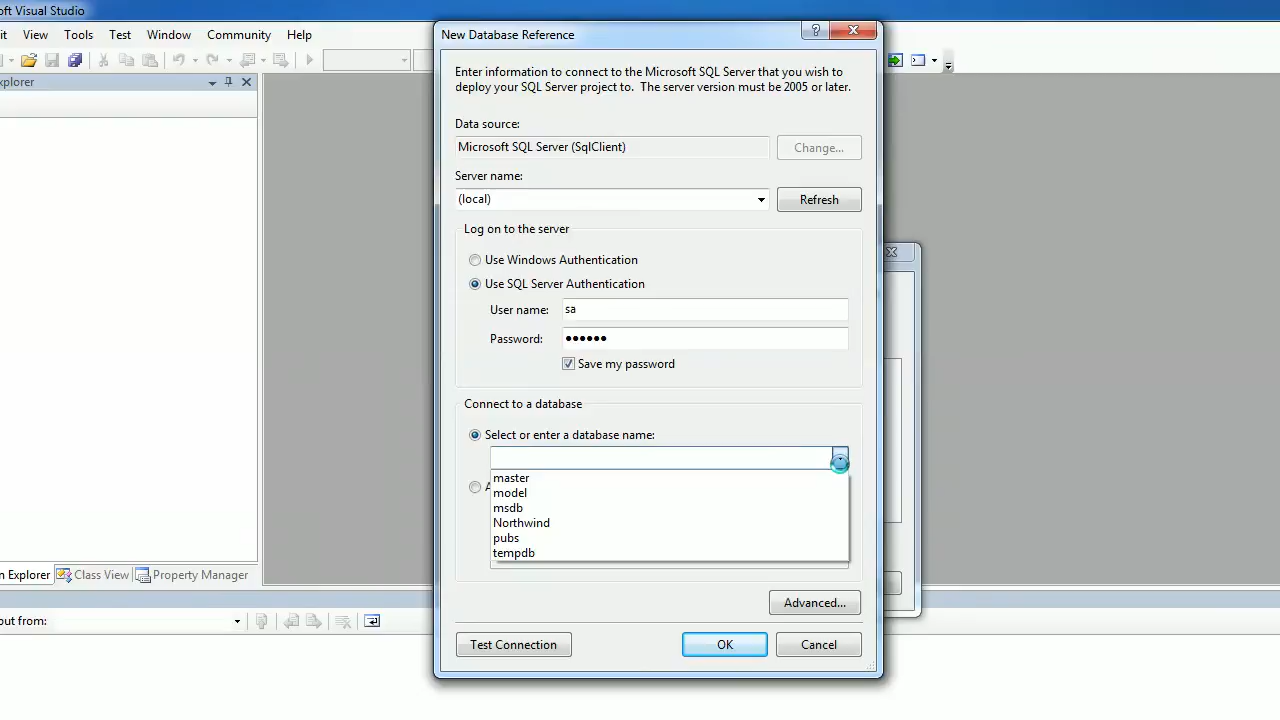 oft Visual Studio
it View Tools Test Window Community Help
xplorer
New Database Reference
Enter information to connect to the Microsoft SQL Server that you wish to
deploy your SQL Server project to. The server version must be 2005 or later.
Data source:
Microsoft SQL Server (SqlClient)
Change...
Server name:
(local)
Refresh
Log on to the server
Use Windows Authentication
Use SQL Server Authentication
User name:
sa
Password:
●●●●●●
Save my password
Connect to a database
Select or enter a database name:
A
master
model
msdb
Northwind
pubs
tempdb
Advanced...
Test Connection
OK
Cancel
n Explorer Class View Property Manager
out from: